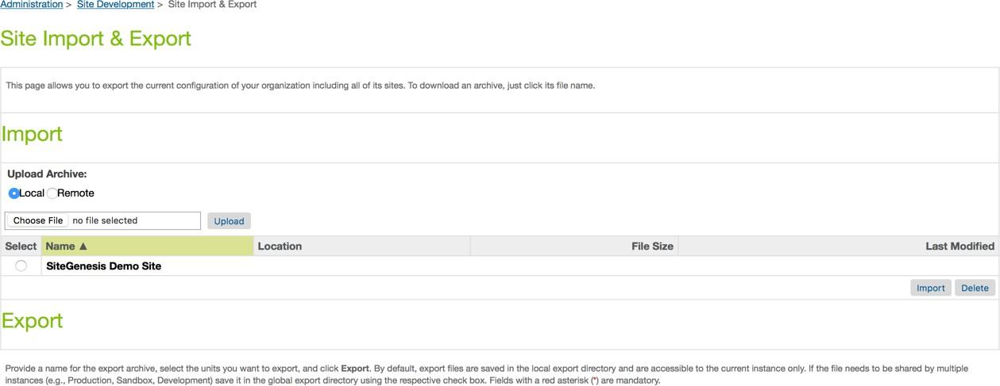 Administration > Site Development > Site Import & Export
Site Import & Export
This page allows you to export the current configuration of your organization including all of its sites. To download an archive, just click its file name.
Import
Upload Archive:
Local Remote
Choose File no file selected Upload
Select Name ▲ Location File Size Last Modified
SiteGenesis Demo Site
Import Delete
Export
Provide a name for the export archive, select the units you want to export, and click Export. By default, export files are saved in the local export directory and are accessible to the current instance only. If the file needs to be shared by multiple
instances (e.g., Production, Sandbox, Development) save it in the global export directory using the respective check box. Fields with a red asterisk (*) are mandatory.